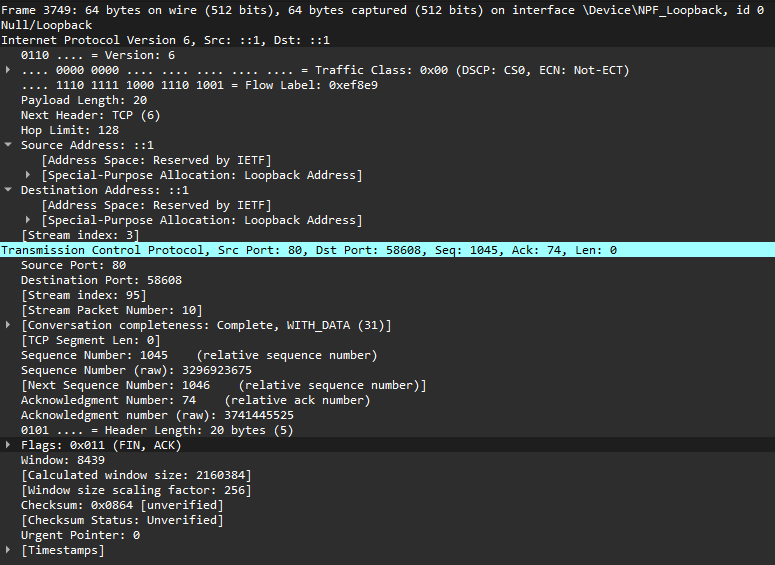 Frame 3749: 64 bytes on wire (512 bits), 64 bytes captured (512 bits) on interface \Device\NPF_Loopback, id 0
Null/Loopback
Internet Protocol Version 6, Src: ::1, Dst: ::1
0110 .... = Version: 6
.... 0000 0000 .... .... .... .... .... = Traffic Class: 0x00 (DSCP: CS0, ECN: Not-ECT)
.... 1110 1111 1000 1110 1001 = Flow Label: 0xef8e9
Payload Length: 20
Next Header: TCP (6)
Hop Limit: 128
Source Address: ::1
[Address Space: Reserved by IETF]
[Special-Purpose Allocation: Loopback Address]
Destination Address: ::1
[Address Space: Reserved by IETF]
[Special-Purpose Allocation: Loopback Address]
[Stream index: 3]
Transmission Control Protocol, Src Port: 80, Dst Port: 58608, Seq: 1045, Ack: 74, Len: 0
Source Port: 80
Destination Port: 58608
[Stream index: 95]
[Stream Packet Number: 10]
[Conversation completeness: Complete, WITH_DATA (31)]
[TCP Segment Len: 0]
Sequence Number: 1045    (relative sequence number)
Sequence Number (raw): 3296923675
[Next Sequence Number: 1046    (relative sequence number)]
Acknowledgment Number: 74    (relative ack number)
Acknowledgment number (raw): 3741445525
0101 .... = Header Length: 20 bytes (5)
Flags: 0x011 (FIN, ACK)
Window: 8439
[Calculated window size: 2160384]
[Window size scaling factor: 256]
Checksum: 0x0864 [unverified]
[Checksum Status: Unverified]
Urgent Pointer: 0
[Timestamps]